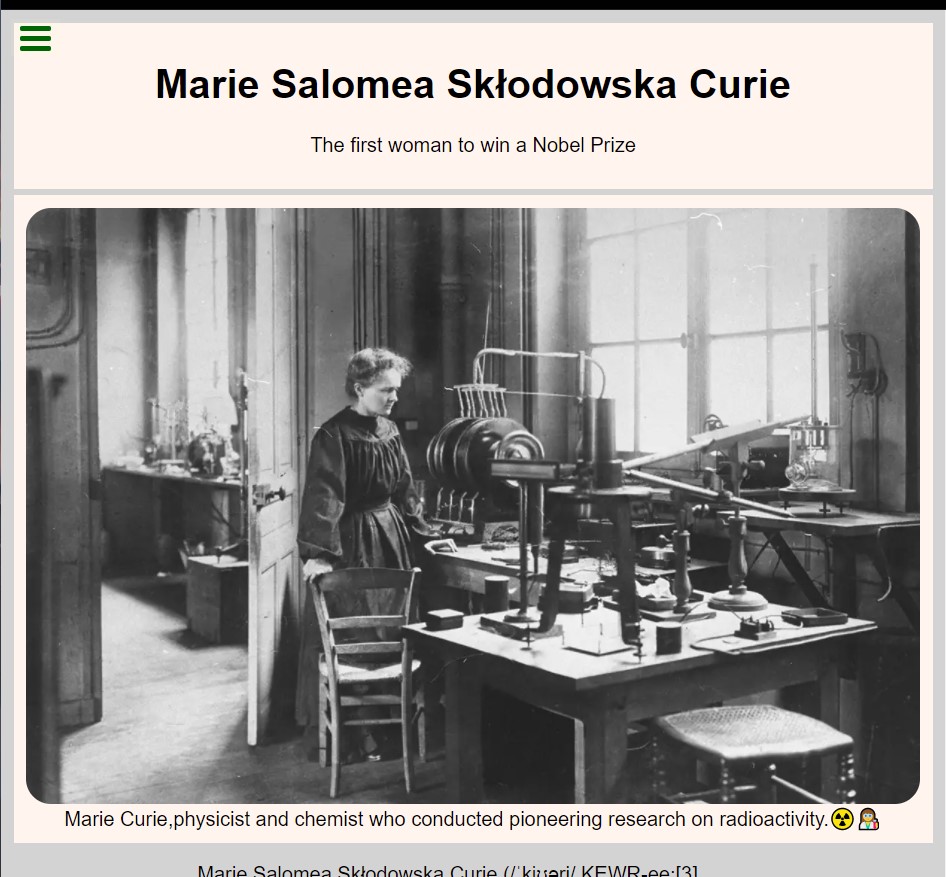 Marie Salomea Skłodowska Curie
The first woman to win a Nobel Prize
Marie Curie,physicist and chemist who conducted pioneering research on radioactivity.☢️👩‍🔬
Marie Salomea Skłodowska Curie (/ˈkjʊəri/ KEWR-ee;[3]